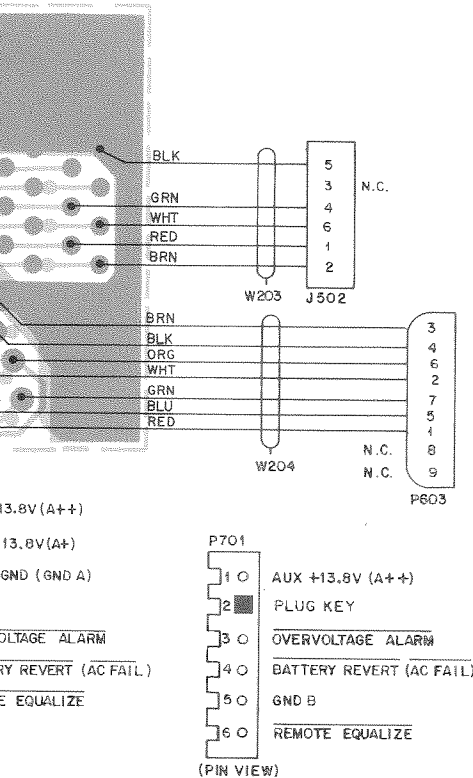 BLK
5
3 N.C.
GRN
4
WHT
6
RED
1
BRN
2
W203 J502
BRN
3
BLK
4
ORG
6
WHT
2
GRN
7
BLU
5
RED
1
N.C. 8
N.C. 9
W204
P603
13.8V (A++)
13.8V (A+)
GND (GND A)
OLTAGE ALARM
RY REVERT (AC FAIL)
E EQUALIZE
P701
1 AUX +13.8V (A++)
2 PLUG KEY
3 OVERVOLTAGE ALARM
4 BATTERY REVERT (AC FAIL)
5 GND B
6 REMOTE EQUALIZE
(PIN VIEW)